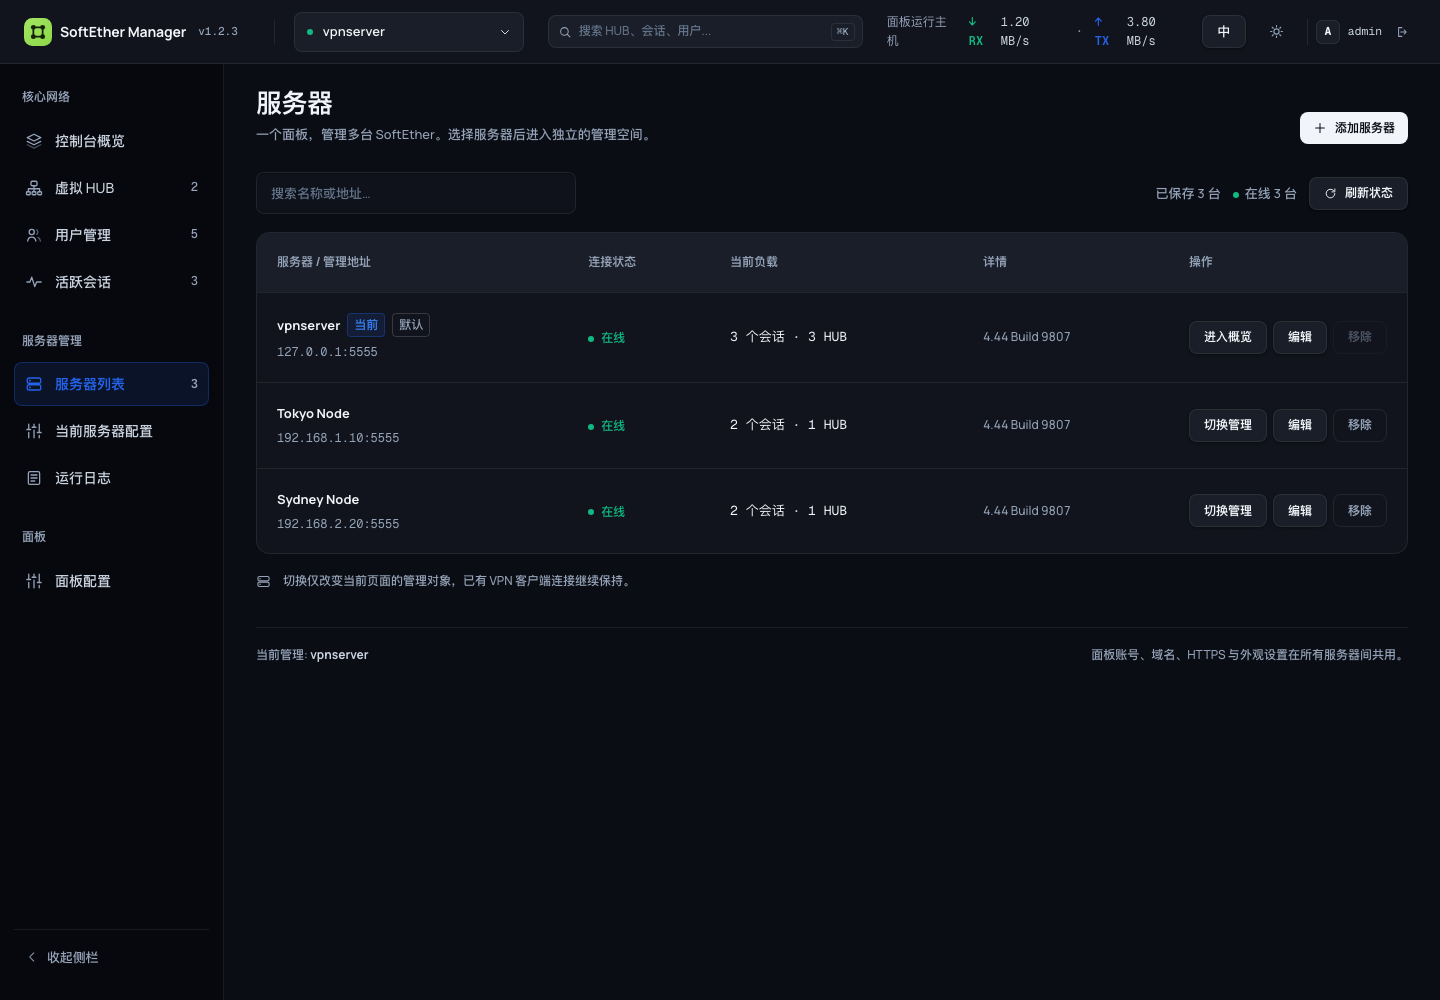 SoftEther Manager v1.2.3
vpnserver
搜索 HUB、会话、用户...
⌘K
面板运行主机
↓ RX 1.20 MB/s · ↑ TX 3.80 MB/s
中
A admin
核心网络
控制台概览
虚拟 HUB 2
用户管理 5
活跃会话 3
服务器管理
服务器列表 3
当前服务器配置
运行日志
面板
面板配置
收起侧栏
服务器
一个面板，管理多台 SoftEther。选择服务器后进入独立的管理空间。
添加服务器
搜索名称或地址...
已保存 3 台 在线 3 台 刷新状态
服务器 / 管理地址 连接状态 当前负载 详情 操作
vpnserver 当前 默认
127.0.0.1:5555
在线 3 个会话 · 3 HUB 4.44 Build 9807 进入概览 编辑 移除
Tokyo Node
192.168.1.10:5555
在线 2 个会话 · 1 HUB 4.44 Build 9807 切换管理 编辑 移除
Sydney Node
192.168.2.20:5555
在线 2 个会话 · 1 HUB 4.44 Build 9807 切换管理 编辑 移除
切换仅改变当前页面的管理对象，已有 VPN 客户端连接继续保持。
当前管理: vpnserver
面板账号、域名、HTTPS 与外观设置在所有服务器间共用。